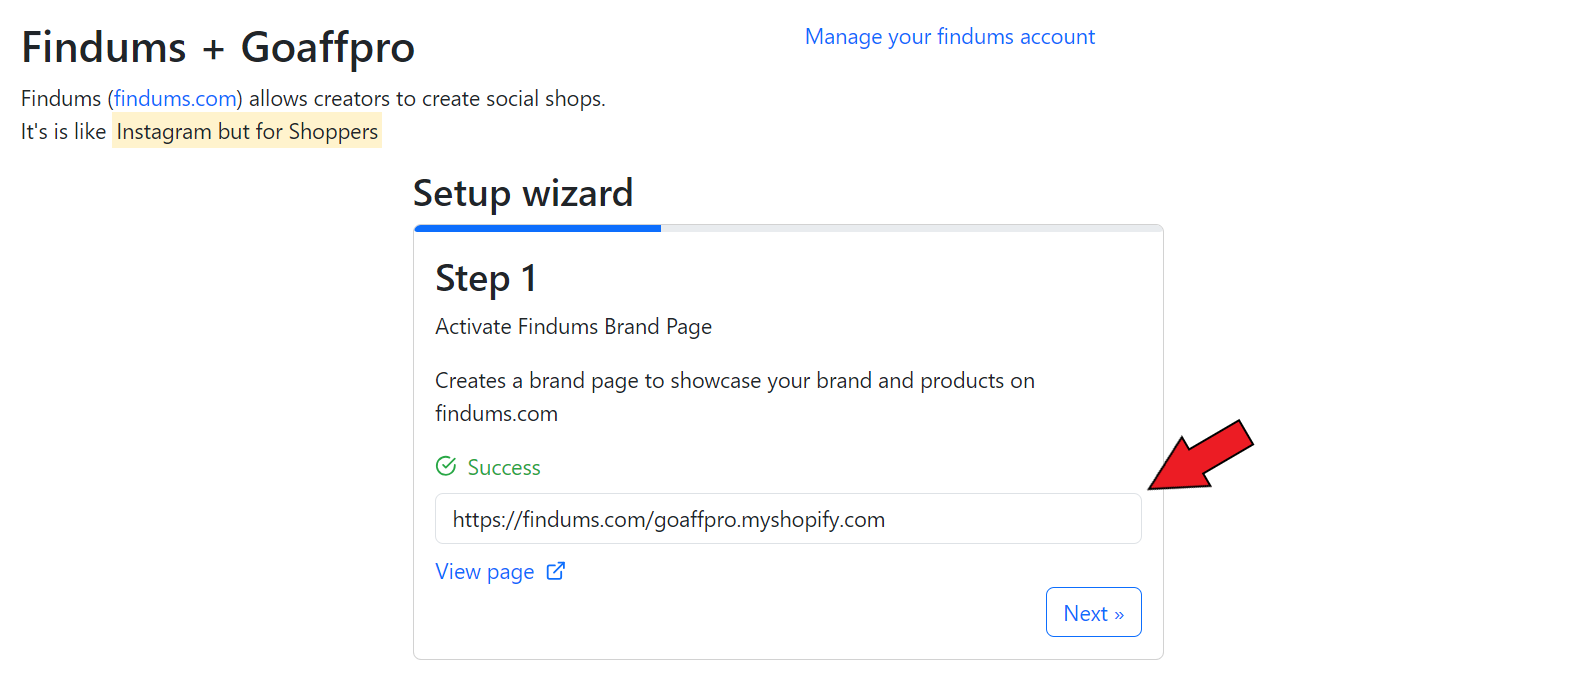 Findums + Goaffpro
Manage your findums account
Findums (findums.com) allows creators to create social shops.
It's is like Instagram but for Shoppers
Setup wizard
Step 1
Activate Findums Brand Page
Creates a brand page to showcase your brand and products on
findums.com
Success
https://findums.com/goaffpro.myshopify.com
View page
Next »